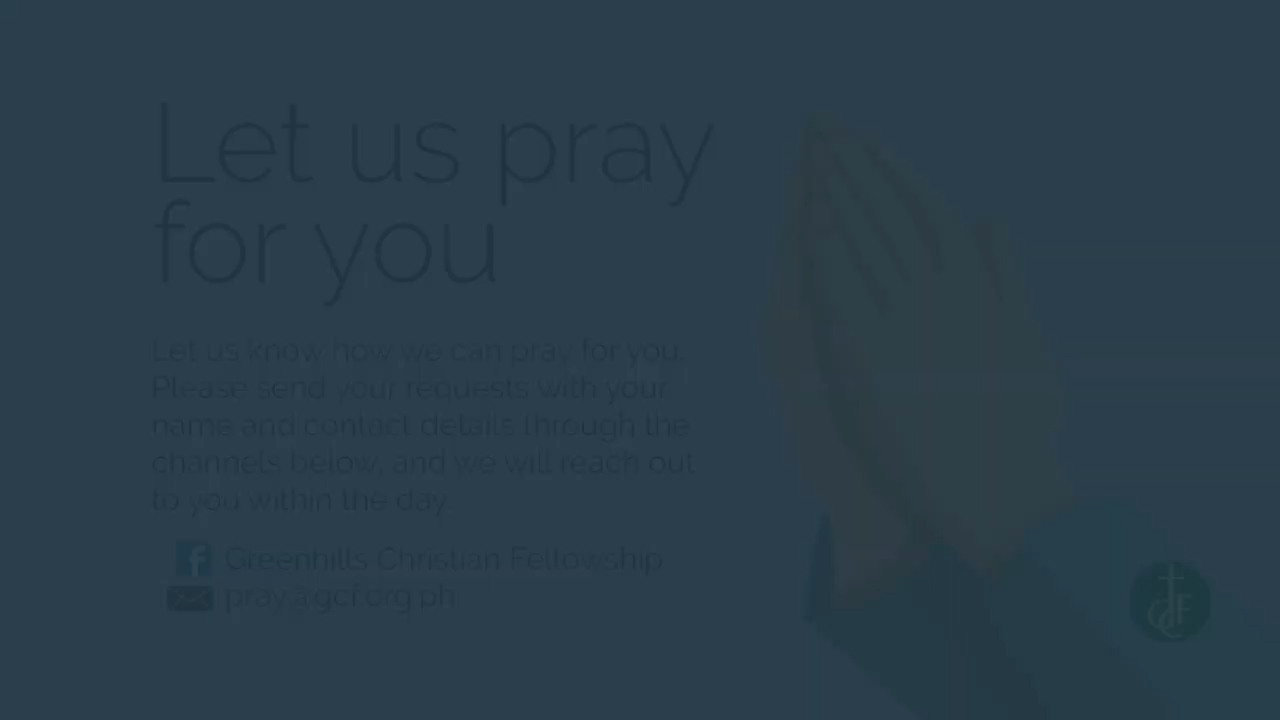 Let us pray
for you
Let us know how we can pray for you.
Please send your requests with your
name and contact details through the
channels below, and we will reach out
to you within the day.
f Greenhills Christian Fellowship
pray@gcf.org.ph
GCF